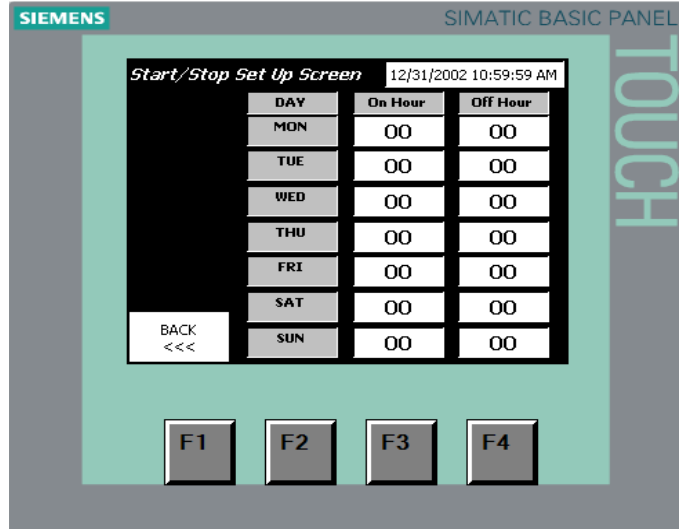 SIEMENS
SIMATIC BASIC PANEL
TOUCH
Start/Stop Set Up Screen 12/31/2002 10:59:59 AM
DAY On Hour Off Hour
MON 00 00
TUE 00 00
WED 00 00
THU 00 00
FRI 00 00
SAT 00 00
SUN 00 00
BACK
<<<
F1 F2 F3 F4